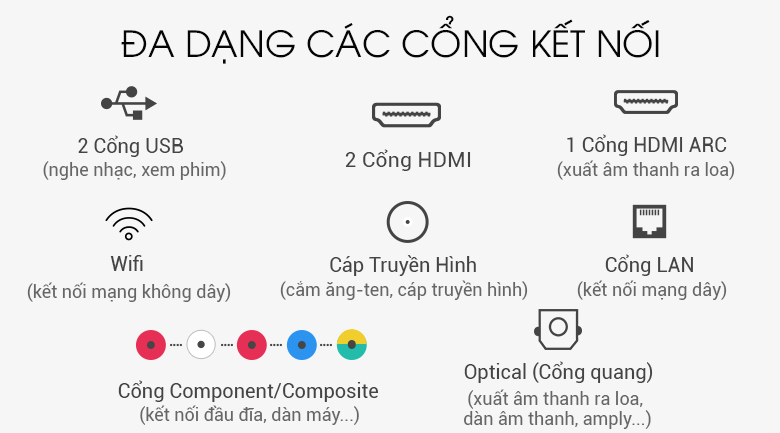 ĐA DẠNG CÁC CỔNG KẾT NỐI
2 Cổng USB
(nghe nhạc, xem phim)
2 Cổng HDMI
1 Cổng HDMI ARC
(xuất âm thanh ra loa)
Wifi
(kết nối mạng không dây)
Cáp Truyền Hình
(cắm ăng-ten, cáp truyền hình)
Cổng LAN
(kết nối mạng dây)
Cổng Component/Composite
(kết nối đầu đĩa, dàn máy...)
Optical (Cổng quang)
(xuất âm thanh ra loa,
dàn âm thanh, amply...)